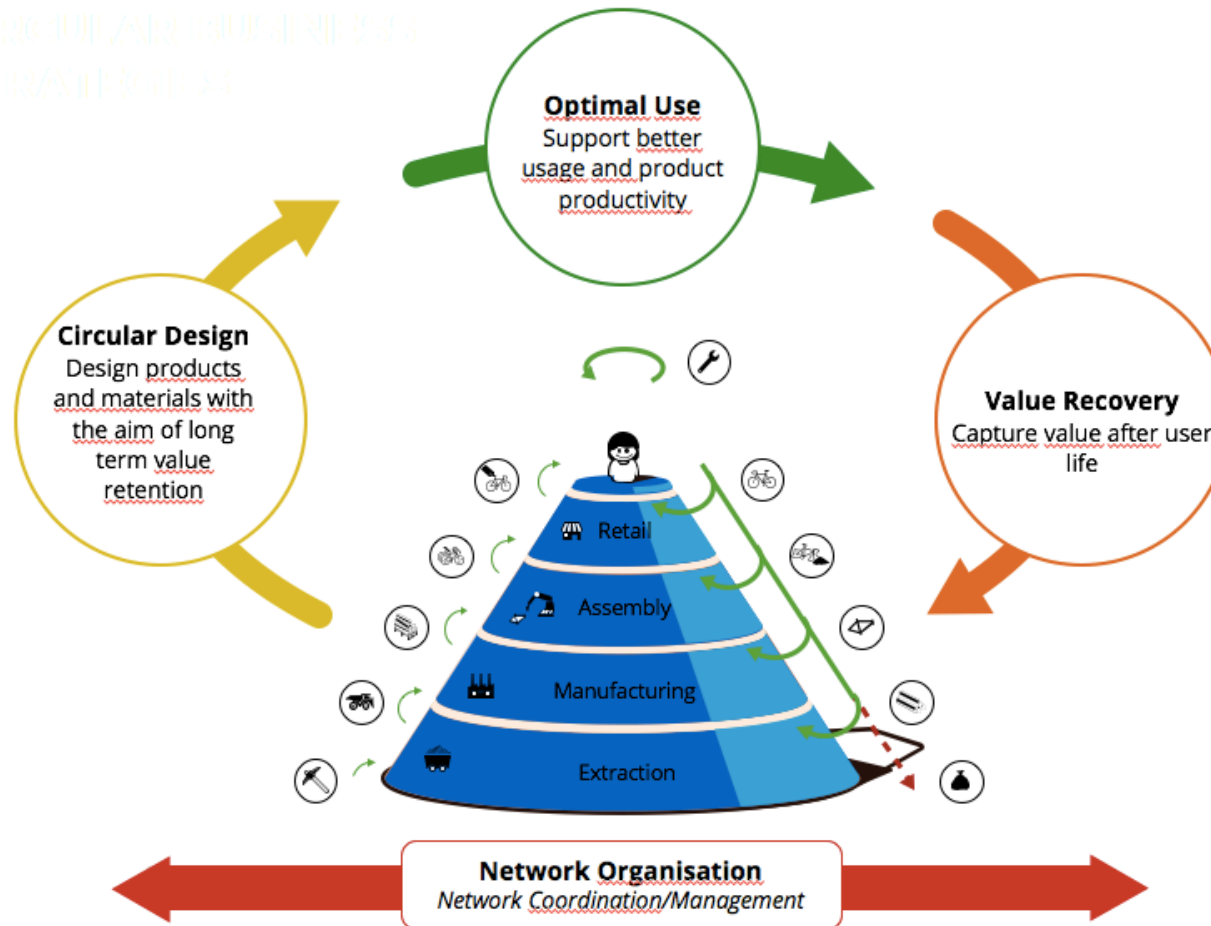 Optimal Use
Support better
usage and product
productivity
Circular Design
Design products
and materials with
the aim of long
term value
retention
Value Recovery
Capture value after user
life
Retail
Assembly
Manufacturing
Extraction
Network Organisation
Network Coordination/Management